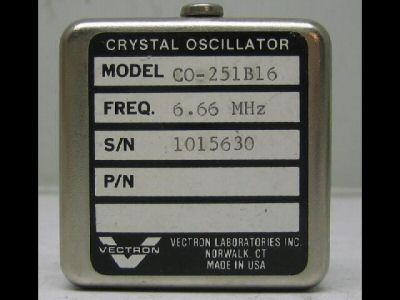 CRYSTAL OSCILLATOR
MODEL CO-251B16
FREQ. 6.66 MHz
S/N 1015630
P/N
VECTRON
VECTRON LABORATORIES INC.
NORWALK, CT
MADE IN USA